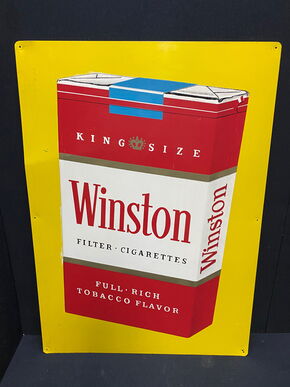 KING SIZE
Winston
FILTER · CIGARETTES
FULL · RICH
TOBACCO FLAVOR
Winston